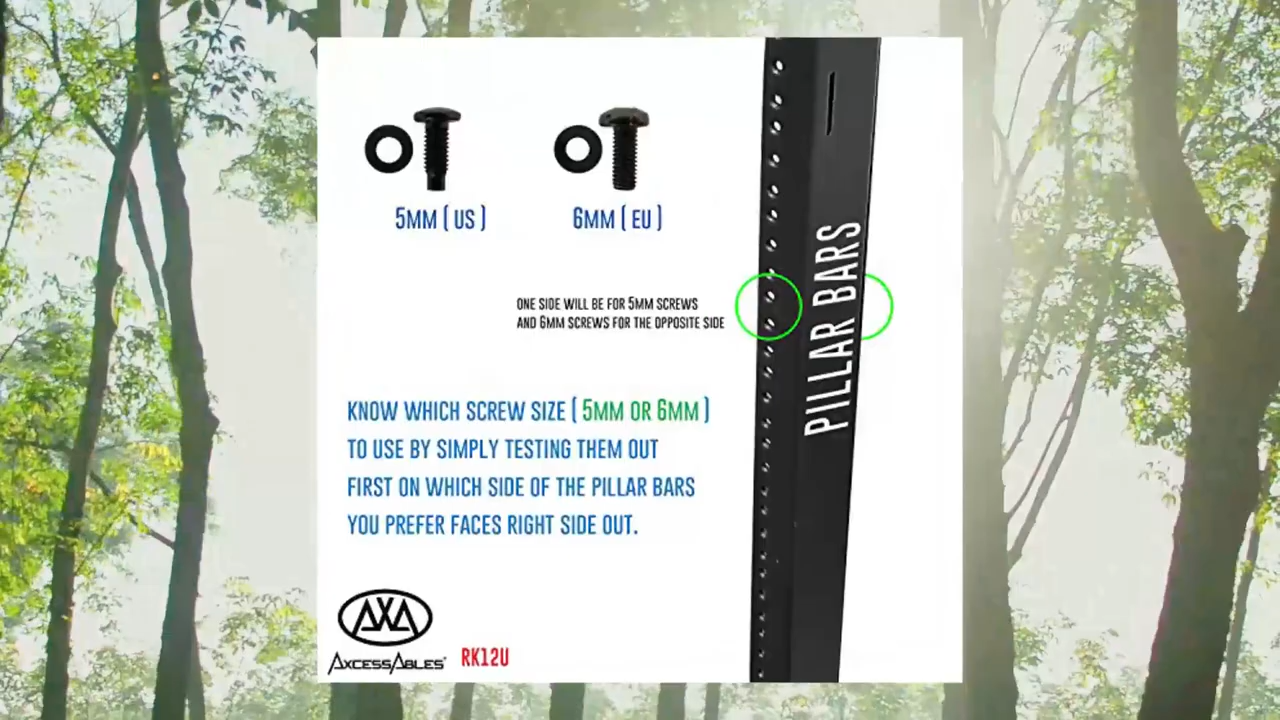 5MM ( US )
6MM ( EU )
ONE SIDE WILL BE FOR 5MM SCREWS
AND 6MM SCREWS FOR THE OPPOSITE SIDE
PILLAR BARS
KNOW WHICH SCREW SIZE ( 5MM OR 6MM )
TO USE BY SIMPLY TESTING THEM OUT
FIRST ON WHICH SIDE OF THE PILLAR BARS
YOU PREFER FACES RIGHT SIDE OUT.
AXA
AXCESSABLES® RK12U